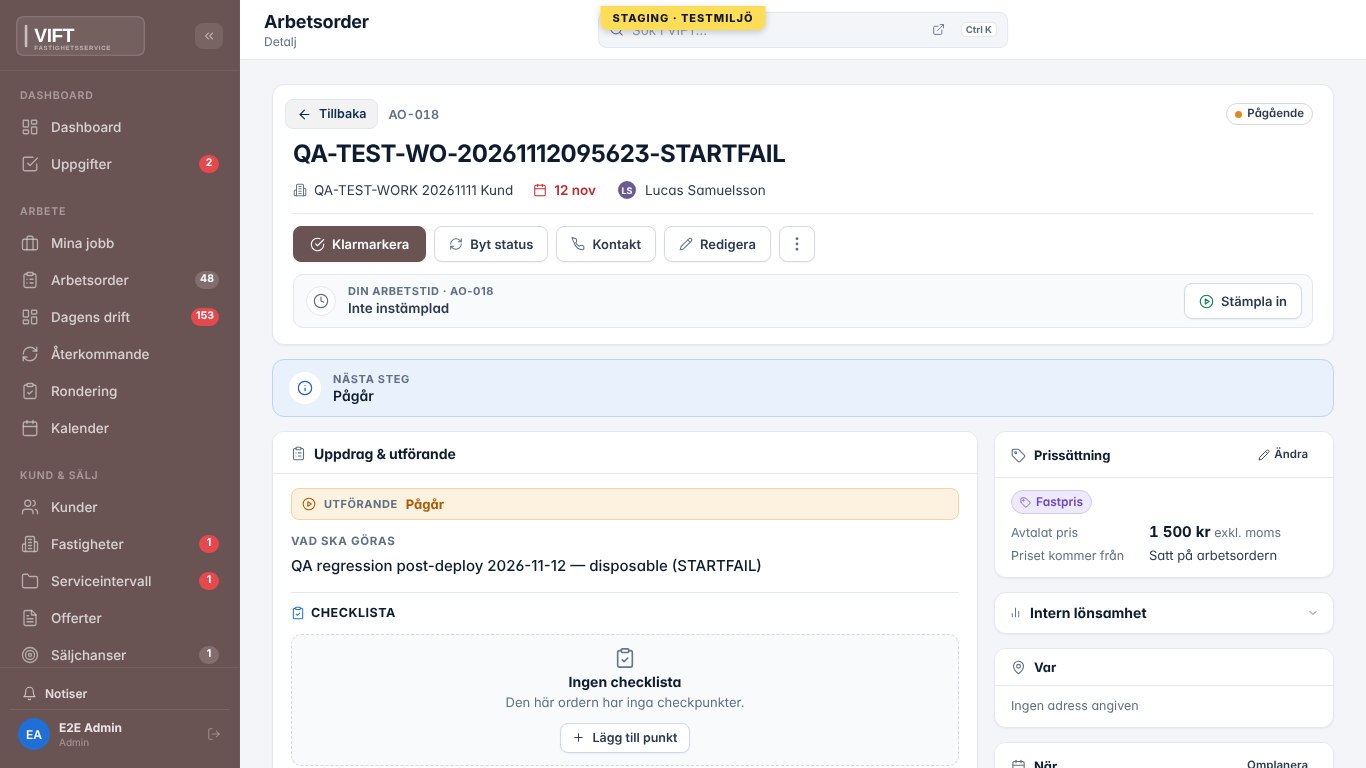 VIFT
FASTIGHETSSERVICE
DASHBOARD
Dashboard
Uppgifter 2
ARBETE
Mina jobb
Arbetsorder 48
Dagens drift 153
Återkommande
Rondering
Kalender
KUND & SÄLJ
Kunder
Fastigheter 1
Serviceintervall 1
Offerter
Säljchanser 1
Notiser
EA
E2E Admin
Admin
Arbetsorder
Detalj
STAGING · TESTMILJÖ
Sök i VIFT...
Ctrl K
Tillbaka AO-018
Pågående
QA-TEST-WO-20261112095623-STARTFAIL
QA-TEST-WORK 20261111 Kund 12 nov LS Lucas Samuelsson
Klarmarkera Byt status Kontakt Redigera
DIN ARBETSTID · AO-018
Inte instämplad
Stämpla in
NÄSTA STEG
Pågår
Uppdrag & utförande
UTFÖRANDE Pågår
VAD SKA GÖRAS
QA regression post-deploy 2026-11-12 — disposable (STARTFAIL)
CHECKLISTA
Ingen checklista
Den här ordern har inga checkpunkter.
Lägg till punkt
Prissättning Ändra
Fastpris
Avtalat pris 1 500 kr exkl. moms
Priset kommer från Satt på arbetsordern
Intern lönsamhet
Var
Ingen adress angiven
När Omplanera